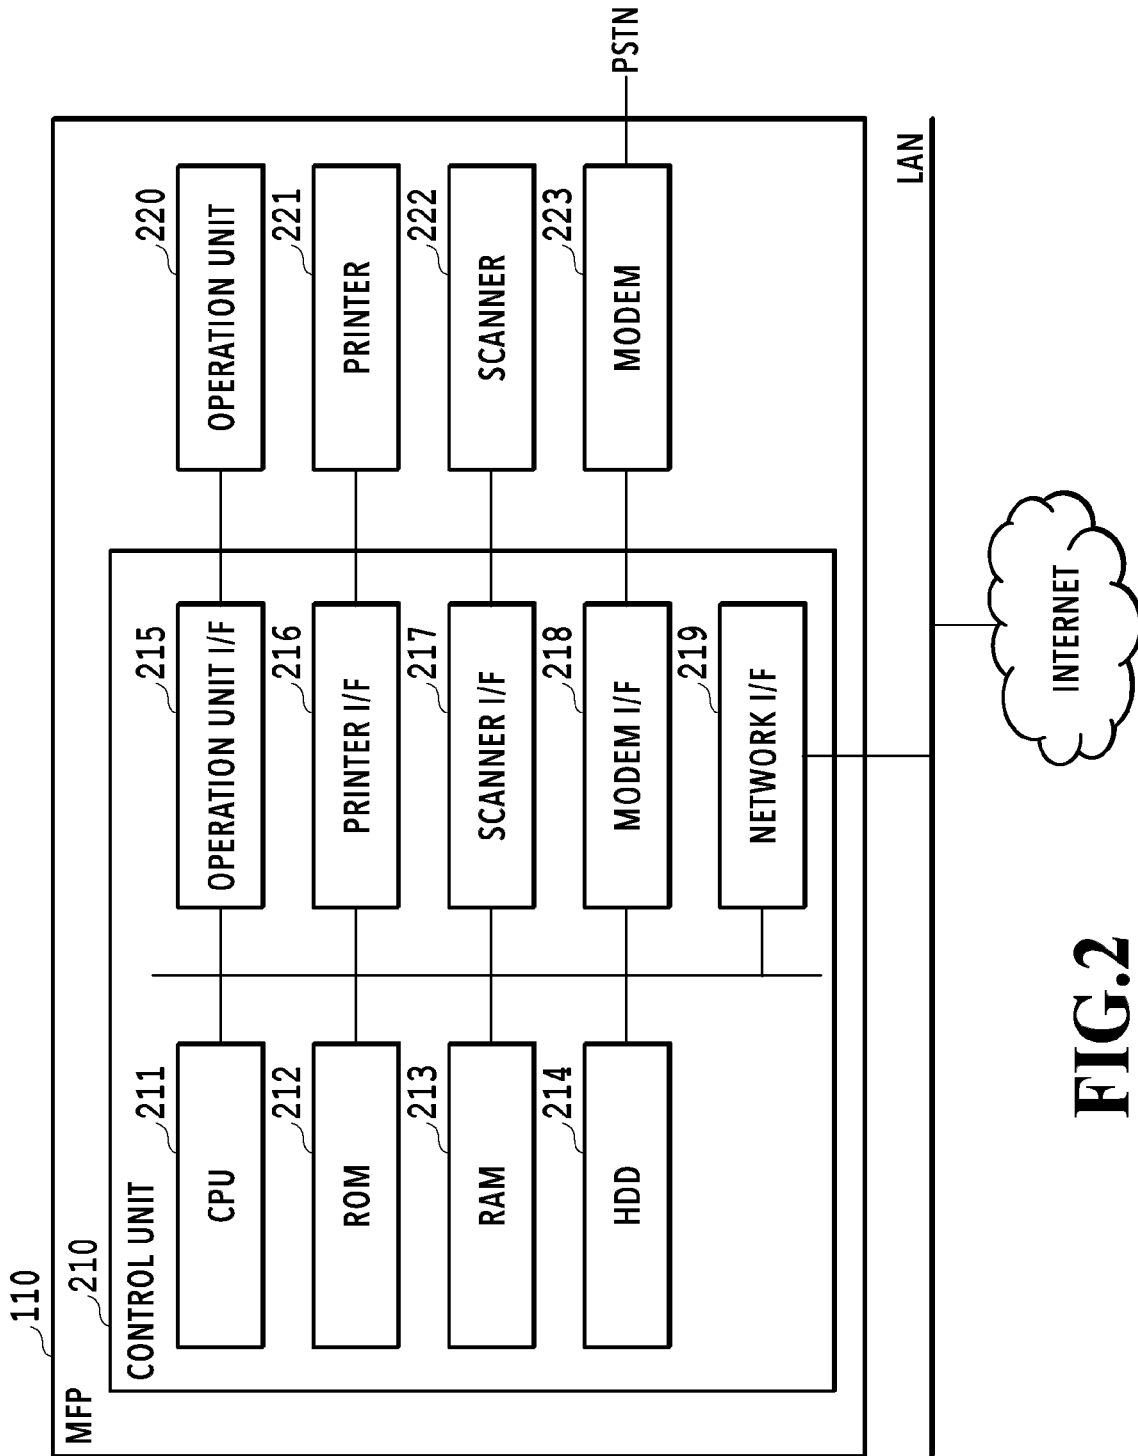 110
MFP
210
CONTROL UNIT
211
CPU
215
OPERATION UNIT I/F
220
OPERATION UNIT
212
ROM
216
PRINTER I/F
221
PRINTER
213
RAM
217
SCANNER I/F
222
SCANNER
214
HDD
218
MODEM I/F
223
MODEM
PSTN
219
NETWORK I/F
LAN
INTERNET
FIG.2